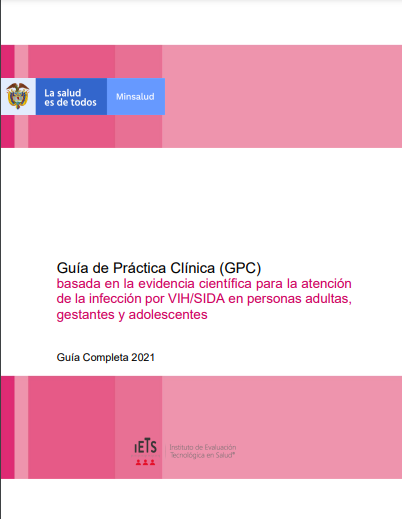 La salud
es de todos
Minsalud
Guía de Práctica Clínica (GPC)
basada en la evidencia científica para la atención
de la infección por VIH/SIDA en personas adultas,
gestantes y adolescentes
Guía Completa 2021
iETS
Instituto de Evaluación
Tecnológica en Salud®